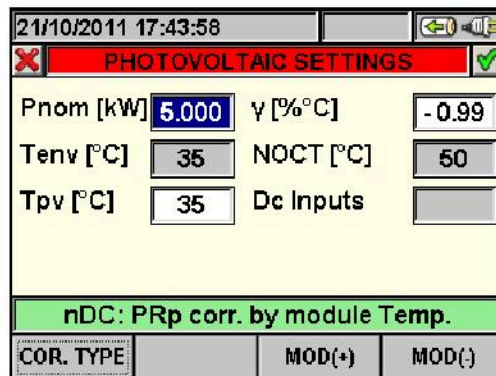 21/10/2011 17:43:58
PHOTOVOLTAIC SETTINGS
Pnom [kW] 5.000 γ [%°C] - 0.99
Tenv [°C] 35 NOCT [°C] 50
Tpv [°C] 35 Dc Inputs
nDC: PRp corr. by module Temp.
COR. TYPE MOD(+) MOD(-)